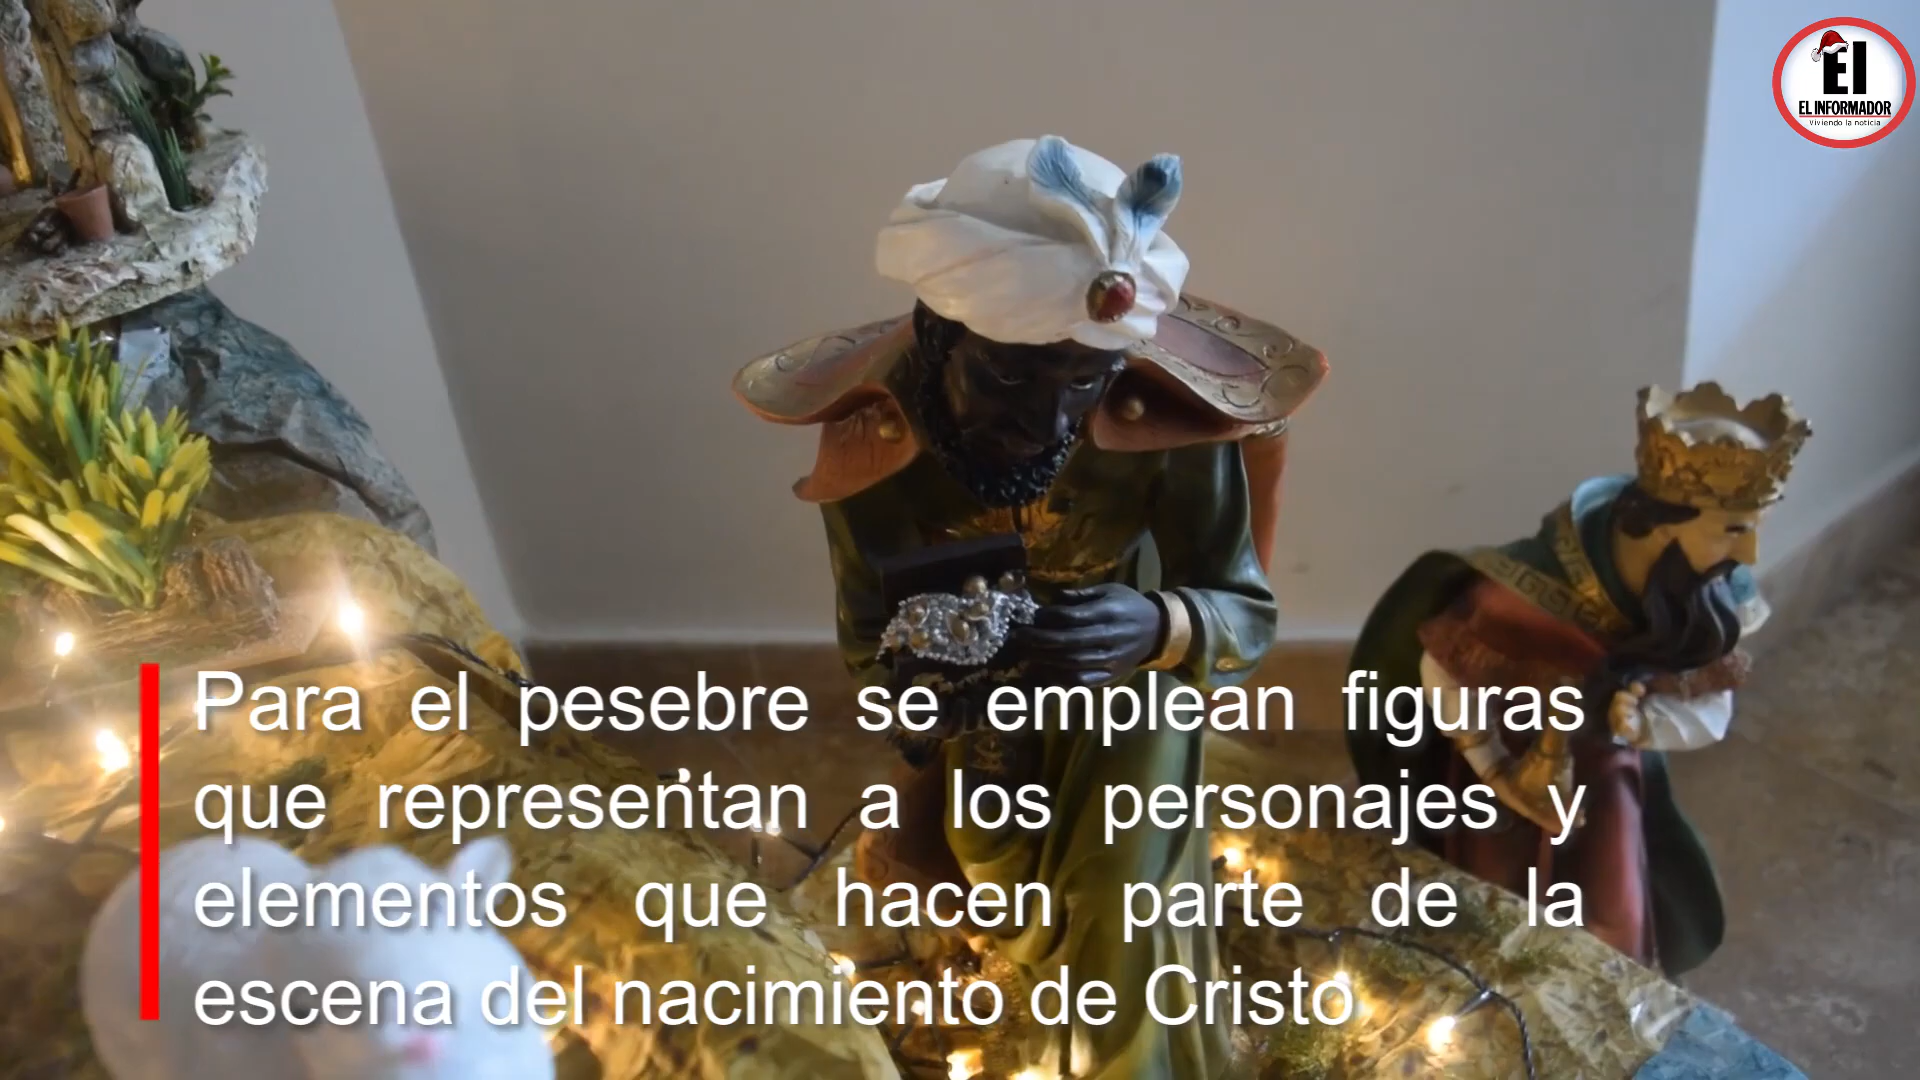 EI
EL INFORMADOR
Viviendo la noticia
Para el pesebre se emplean figuras
que representan a los personajes y
elementos que hacen parte de la
escena del nacimiento de Cristo